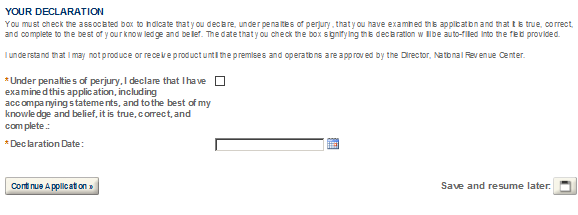 YOUR DECLARATION
You must check the associated box to indicate that you declare, under penalties of perjury, that you have examined this application and that it is true, correct,
and complete to the best of your knowledge and belief. The date that you check the box signifying this declaration will be auto-filled into the field provided.
I understand that I may not produce or receive product until the premises and operations are approved by the Director, National Revenue Center.
* Under penalties of perjury, I declare that I have
examined this application, including
accompanying statements, and to the best of my
knowledge and belief, it is true, correct, and
complete.:
* Declaration Date:
Continue Application »
Save and resume later: